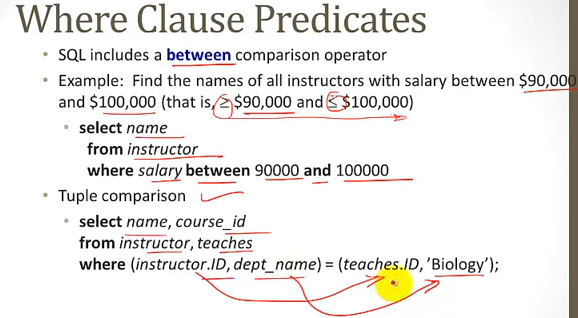 Where Clause Predicates
• SQL includes a between comparison operator
• Example: Find the names of all instructors with salary between $90,000
and $100,000 (that is, ≥ $90,000 and ≤ $100,000)
• select name
from instructor
where salary between 90000 and 100000
• Tuple comparison
• select name, course_id
from instructor, teaches
where (instructor.ID, dept_name) = (teaches.ID, ’Biology’);